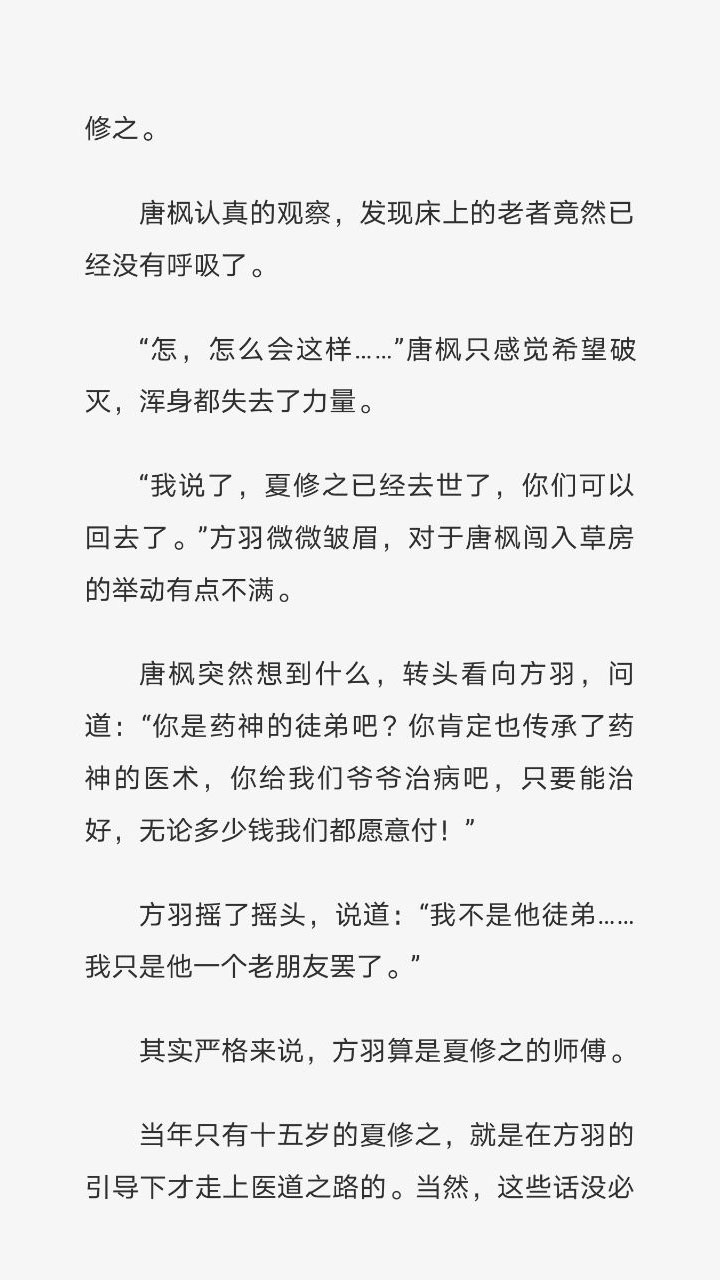 修之。
唐枫认真的观察，发现床上的老者竟然已
经没有呼吸了。
“怎，怎么会这样……”唐枫只感觉希望破
灭，浑身都失去了力量。
“我说了，夏修之已经去世了，你们可以
回去了。”方羽微微皱眉，对于唐枫闯入草房
的举动有点不满。
唐枫突然想到什么，转头看向方羽，问
道：“你是药神的徒弟吧？你肯定也传承了药
神的医术，你给我们爷爷治病吧，只要能治
好，无论多少钱我们都愿意付！”
方羽摇了摇头，说道：“我不是他徒弟……
我只是他一个老朋友罢了。”
其实严格来说，方羽算是夏修之的师傅。
当年只有十五岁的夏修之，就是在方羽的
引导下才走上医道之路的。当然，这些话没必